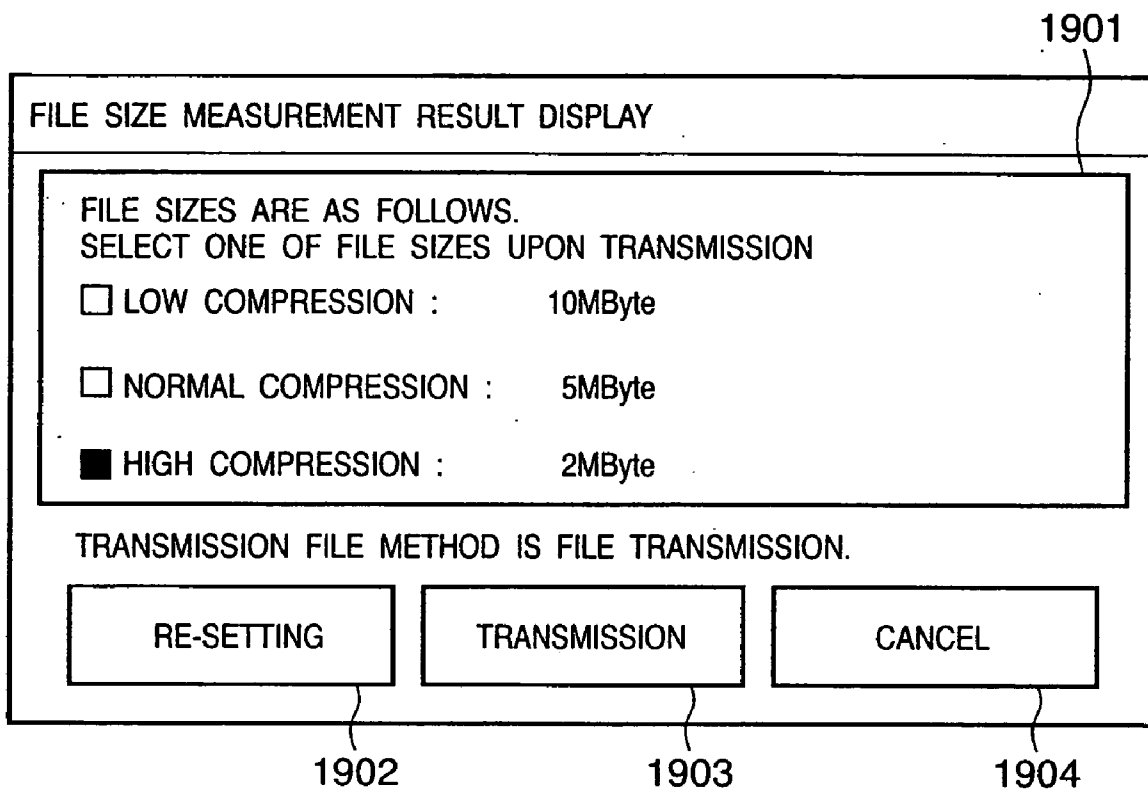 1901
FILE SIZE MEASUREMENT RESULT DISPLAY
FILE SIZES ARE AS FOLLOWS.
SELECT ONE OF FILE SIZES UPON TRANSMISSION
LOW COMPRESSION : 10MByte
NORMAL COMPRESSION : 5MByte
HIGH COMPRESSION : 2MByte
TRANSMISSION FILE METHOD IS FILE TRANSMISSION.
RE-SETTING TRANSMISSION CANCEL
1902 1903 1904